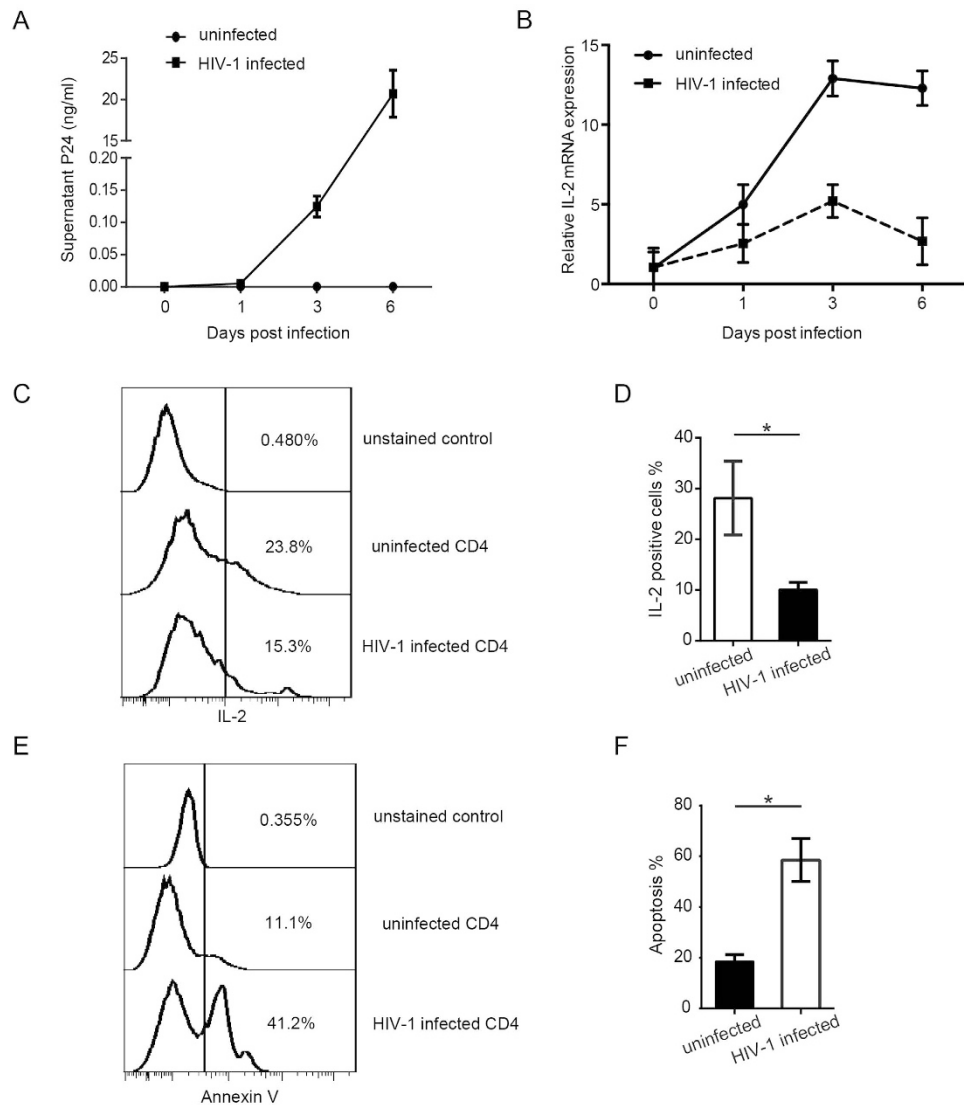 A
uninfected
HIV-1 infected
Supernatant P24 (ng/ml)
25
20
15
10
5
0.20
0.15
0.10
0.05
0.00
0 1 3 6
Days post infection
B
uninfected
HIV-1 infected
Relative IL-2 mRNA expression
15
10
5
0
0 1 3 6
Days post infection
C
0.480% unstained control
23.8% uninfected CD4
15.3% HIV-1 infected CD4
IL-2
D
*
IL-2 positive cells %
40
30
20
10
0
uninfected
HIV-1 infected
E
0.355% unstained control
11.1% uninfected CD4
41.2% HIV-1 infected CD4
Annexin V
F
*
Apoptosis %
80
60
40
20
0
uninfected
HIV-1 infected